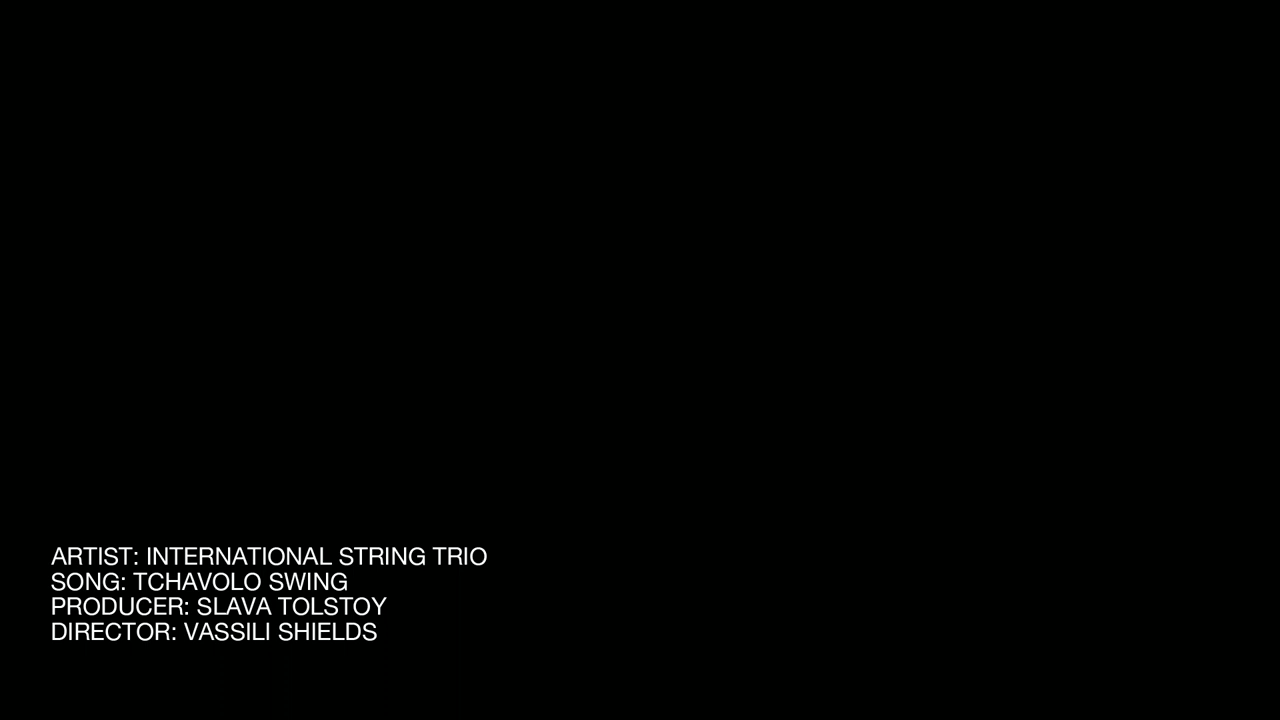 ARTIST: INTERNATIONAL STRING TRIO
SONG: TCHAVOLO SWING
PRODUCER: SLAVA TOLSTOY
DIRECTOR: VASSILI SHIELDS